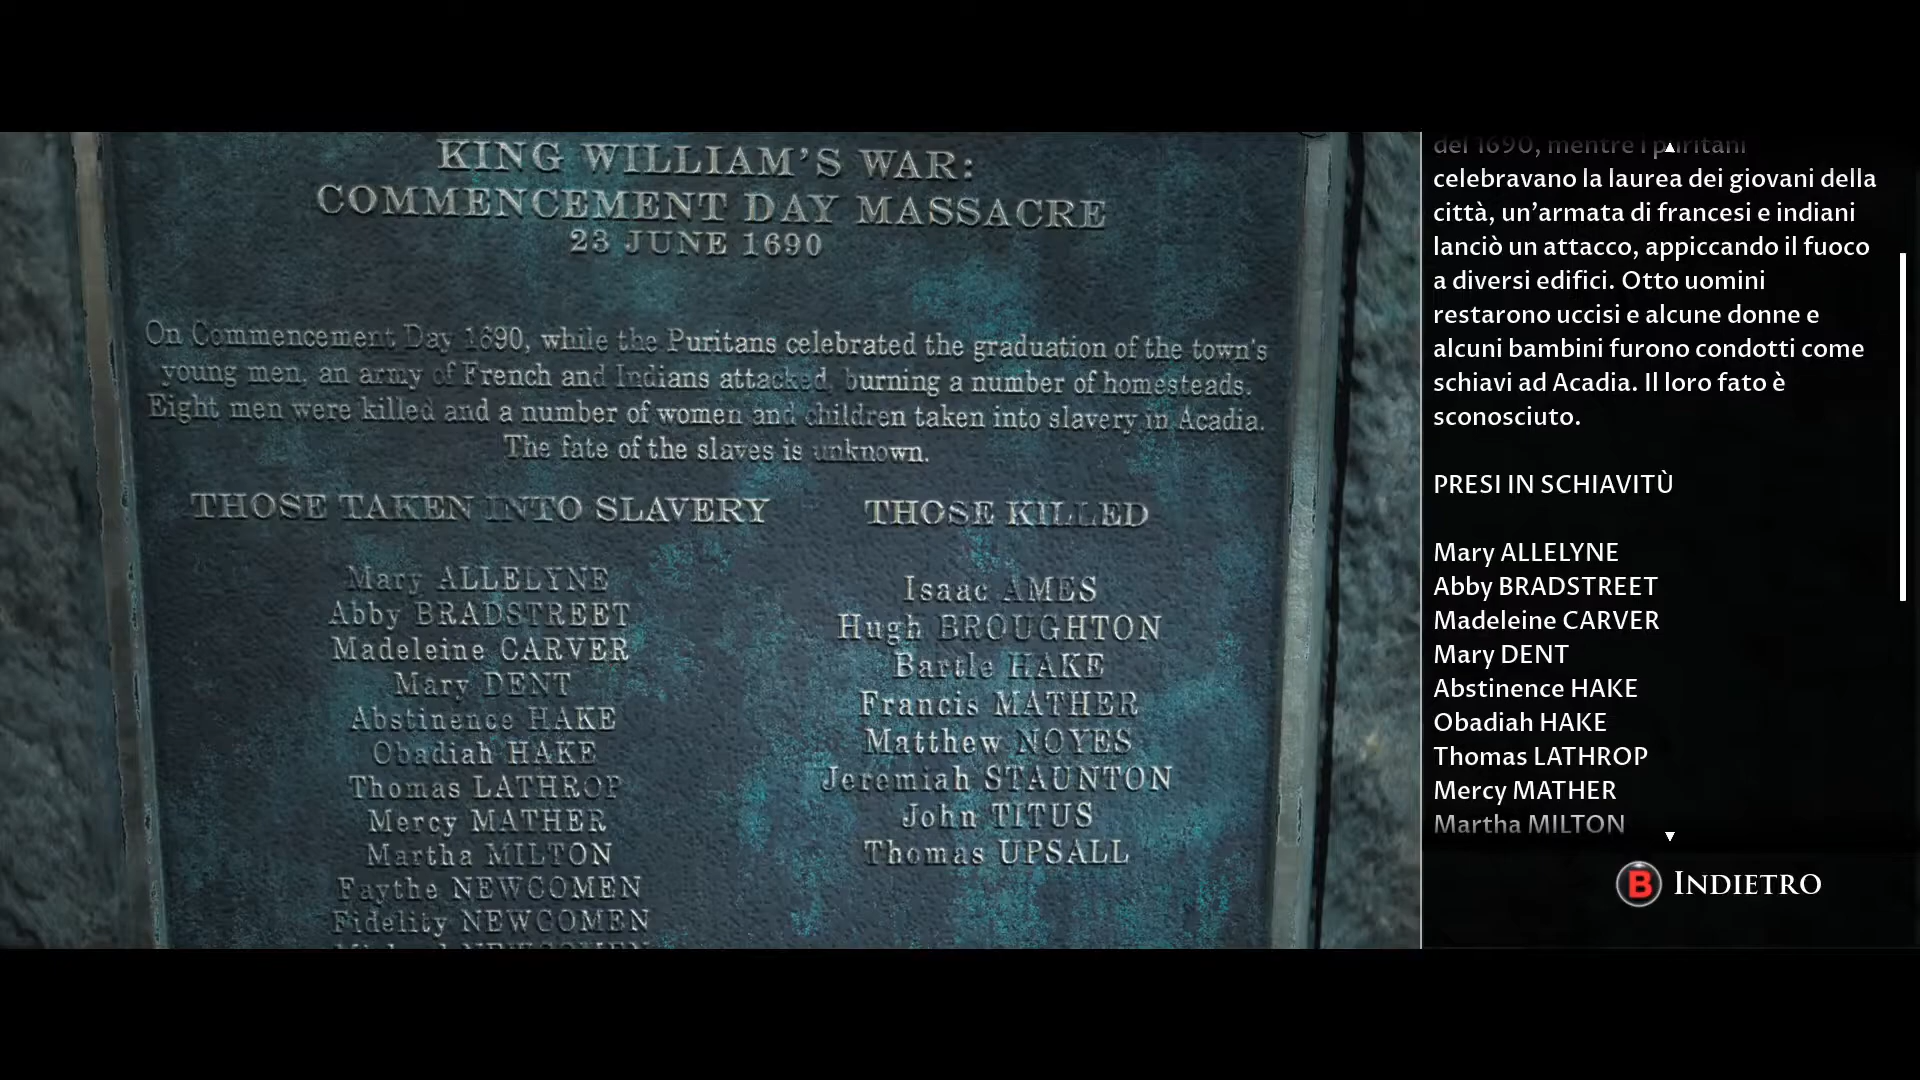 KING WILLIAM'S WAR:
COMMENCEMENT DAY MASSACRE
23 JUNE 1690
On Commencement Day 1690, while the Puritans celebrated the graduation of the town's
young men, an army of French and Indians attacked, burning a number of homesteads.
Eight men were killed and a number of women and children taken into slavery in Acadia.
The fate of the slaves is unknown.
THOSE TAKEN INTO SLAVERY
Mary ALLELYNE
Abby BRADSTREET
Madeleine CARVER
Mary DENT
Abstinence HAKE
Obadiah HAKE
Thomas LATHROP
Mercy MATHER
Martha MILTON
Faythe NEWCOMEN
Fidelity NEWCOMEN
NEWCOMEN
THOSE KILLED
Isaac AMES
Hugh BROUGHTON
Bartle HAKE
Francis MATHER
Matthew NOYES
Jeremiah STAUNTON
John TITUS
Thomas UPSALL
del 1690, mentre i puritani
celebravano la laurea dei giovani della
città, un'armata di francesi e indiani
lanciò un attacco, appiccando il fuoco
a diversi edifici. Otto uomini
restarono uccisi e alcune donne e
alcuni bambini furono condotti come
schiavi ad Acadia. Il loro fato è
sconosciuto.
PRESI IN SCHIAVITÙ
Mary ALLELYNE
Abby BRADSTREET
Madeleine CARVER
Mary DENT
Abstinence HAKE
Obadiah HAKE
Thomas LATHROP
Mercy MATHER
Martha MILTON
B INDIETRO